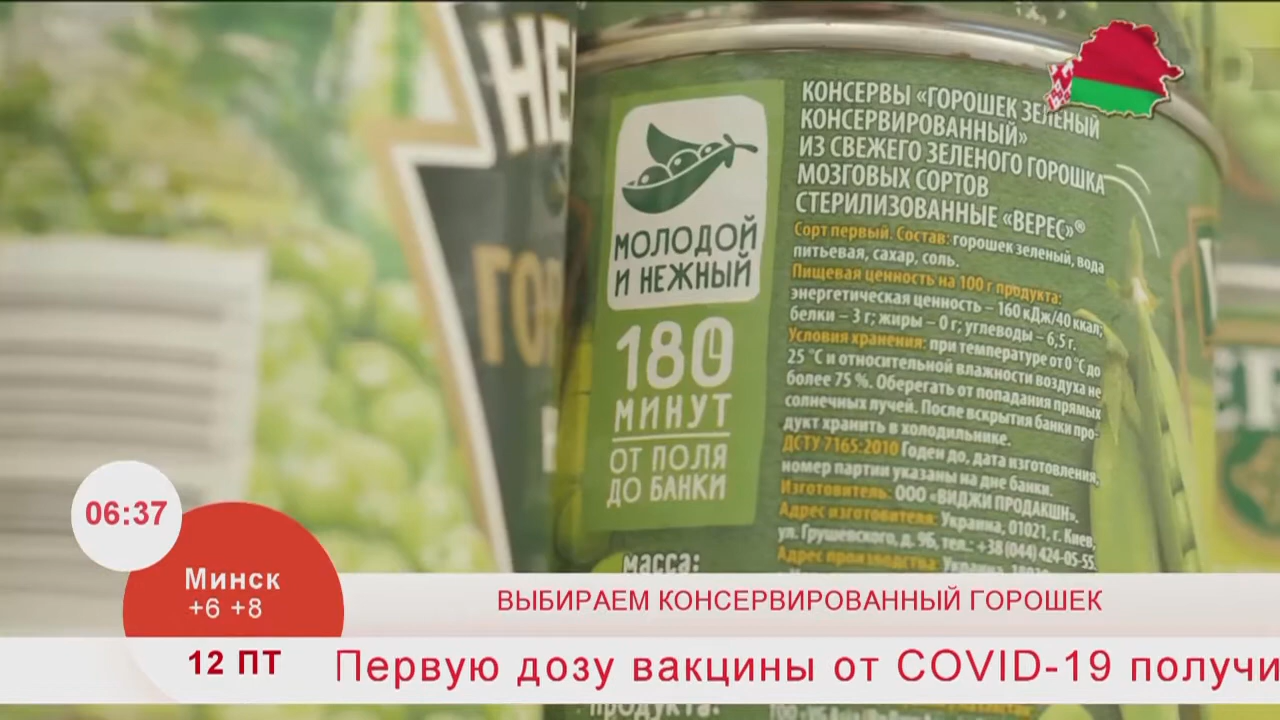 НЕ
ГОР
МОЛОДОЙ
И НЕЖНЫЙ
180
МИНУТ
ОТ ПОЛЯ
ДО БАНКИ
масса:
продукта:
КОНСЕРВЫ «ГОРОШЕК ЗЕЛЕНЫЙ
КОНСЕРВИРОВАННЫЙ»
ИЗ СВЕЖЕГО ЗЕЛЕНОГО ГОРОШКА
МОЗГОВЫХ СОРТОВ
СТЕРИЛИЗОВАННЫЕ «ВЕРЕС»®
Сорт первый. Состав: горошек зеленый, вода
питьевая, сахар, соль.
Пищевая ценность на 100 г продукта:
энергетическая ценность – 160 кДж/40 ккал;
белки – 3 г; жиры – 0 г; углеводы – 6,5 г.
Условия хранения: при температуре от 0 °С до
25 °С и относительной влажности воздуха не
более 75 %. Оберегать от попадания прямых
солнечных лучей. После вскрытия банки про-
дукт хранить в холодильнике.
ДСТУ 7165:2010 Годен до, дата изготовления,
номер партии указаны на дне банки.
Изготовитель: ООО «ВИДЖИ ПРОДАКШН».
Адрес изготовителя: Украина, 01021, г. Киев,
ул. Грушевского, д. 9Б, тел.: +38 (044) 424-05-55.
Адрес производства: Украина,
06:37
Минск
+6 +8
12 ПТ
ВЫБИРАЕМ КОНСЕРВИРОВАННЫЙ ГОРОШЕК
Первую дозу вакцины от COVID-19 получи